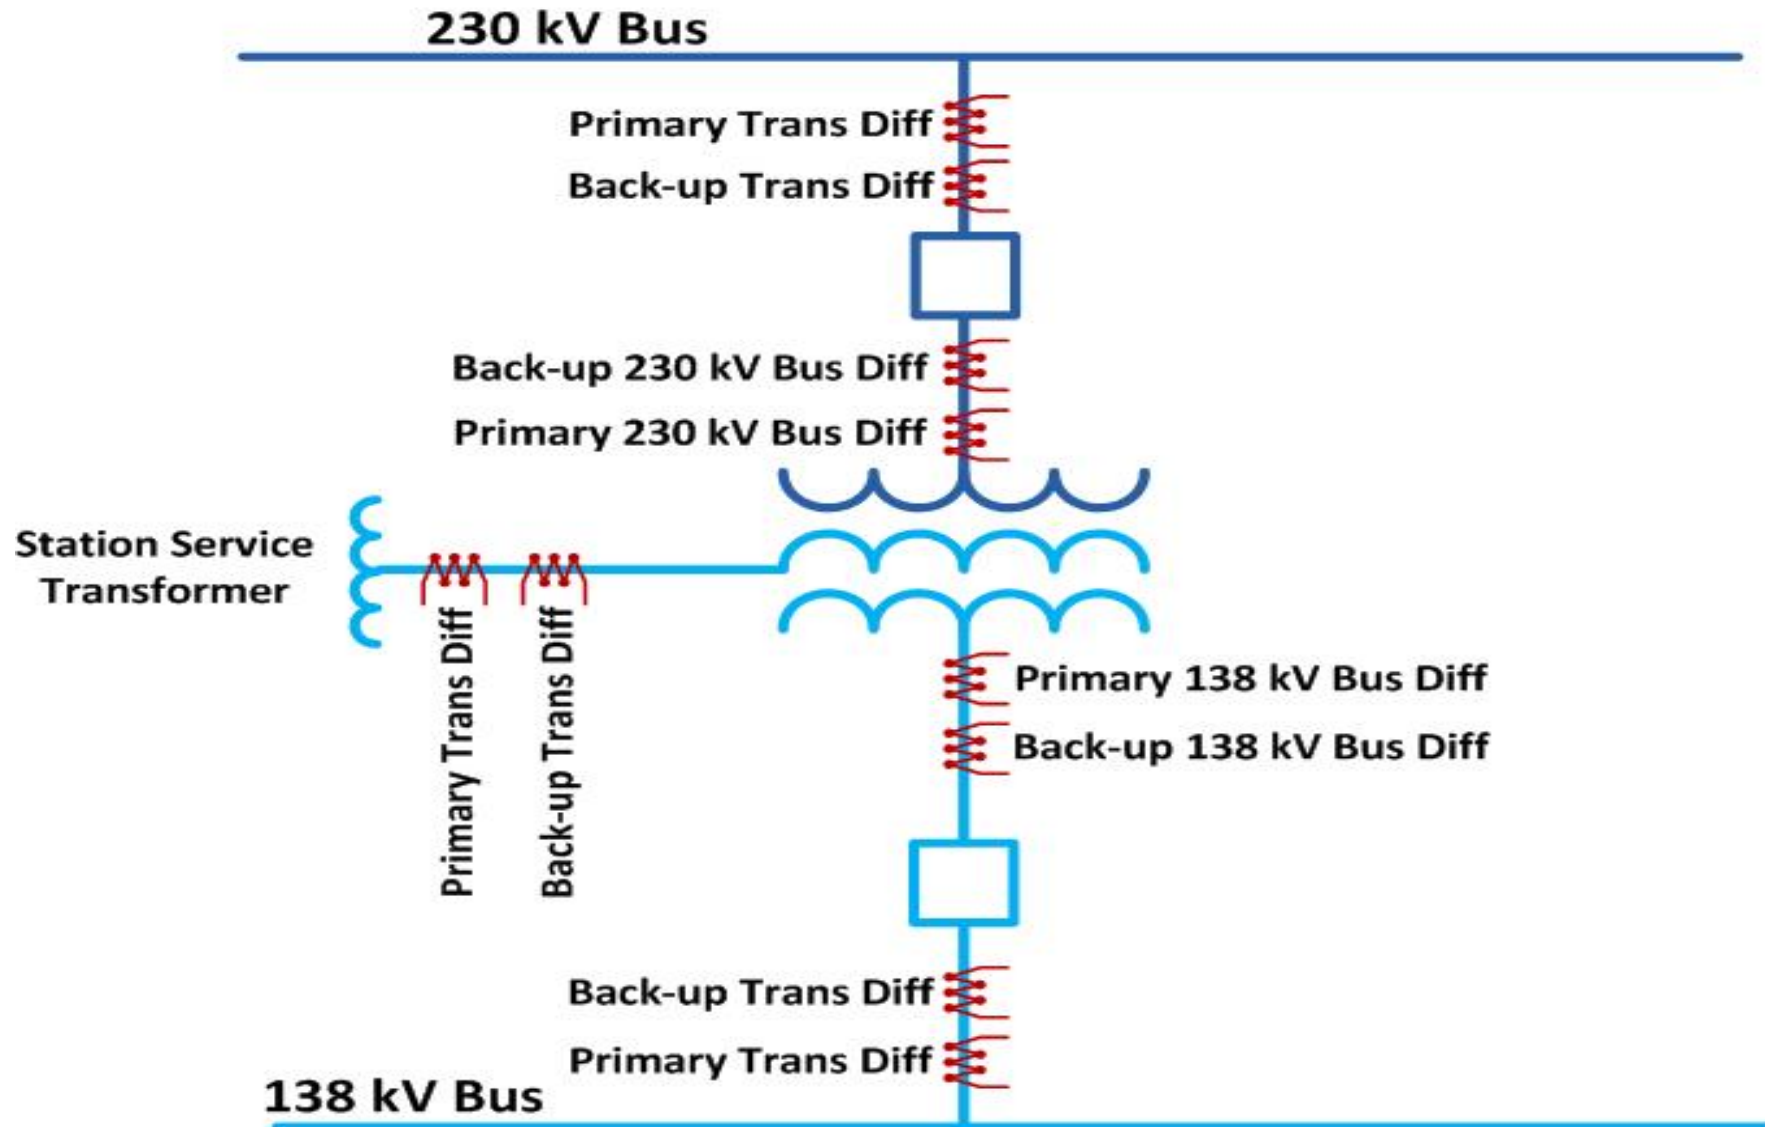 230 kV Bus
Primary Trans Diff
Back-up Trans Diff
Back-up 230 kV Bus Diff
Primary 230 kV Bus Diff
Station Service
Transformer
Primary Trans Diff
Back-up Trans Diff
Primary 138 kV Bus Diff
Back-up 138 kV Bus Diff
Back-up Trans Diff
Primary Trans Diff
138 kV Bus